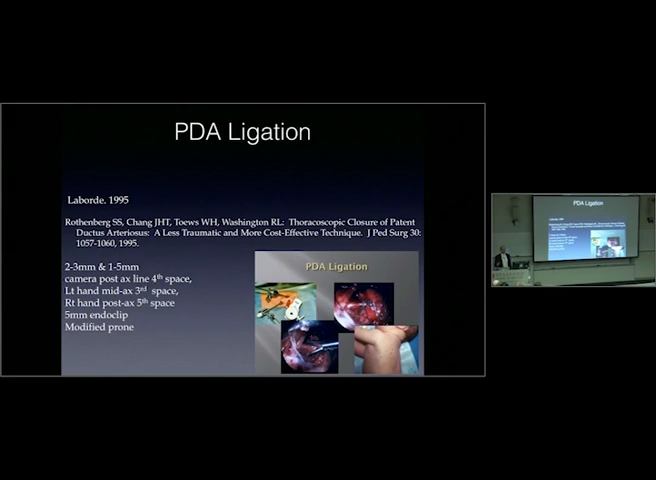 PDA Ligation
Laborde. 1995
Rothenberg SS, Chang JHT, Toews WH, Washington RL: Thoracoscopic Closure of Patent
Ductus Arteriosus: A Less Traumatic and More Cost-Effective Technique. J Ped Surg 30:
1057-1060, 1995.
2-3mm & 1-5mm
camera post ax line 4th space,
Lt hand mid-ax 3rd space,
Rt hand post-ax 5th space
5mm endoclip
Modified prone
PDA Ligation
PDA Ligation